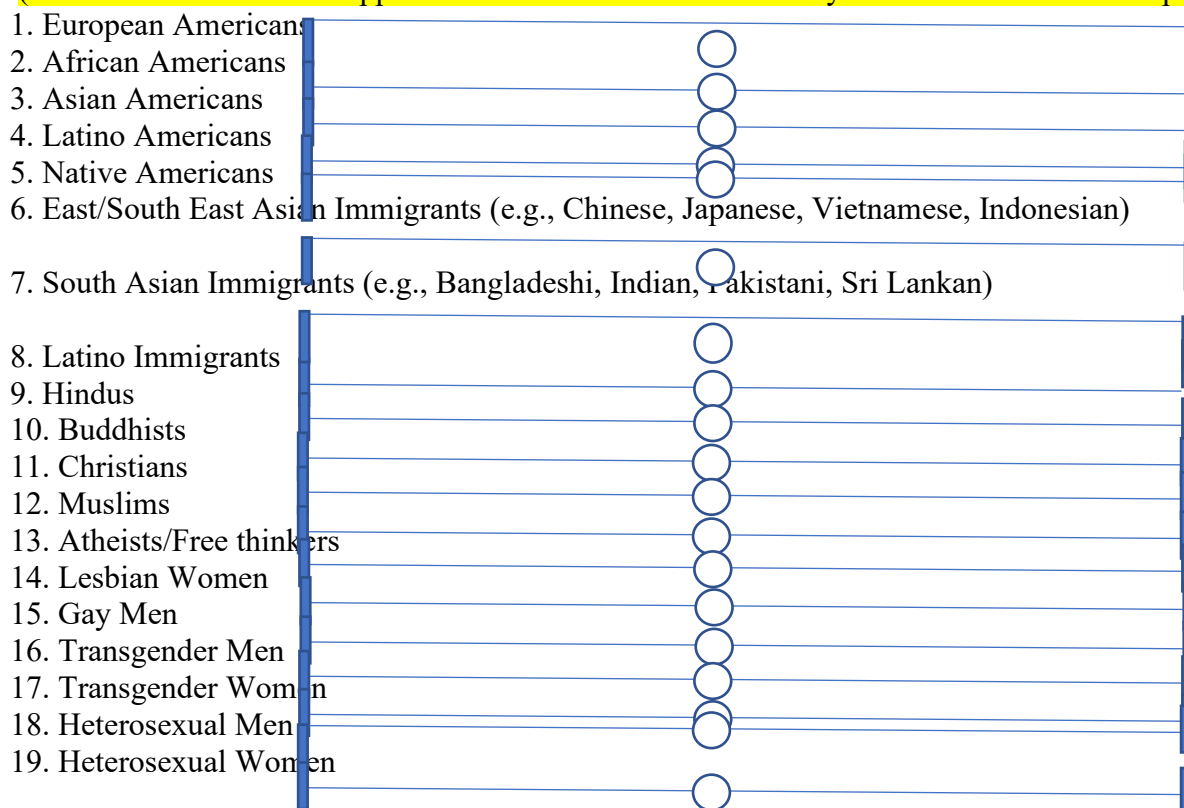 1. European Americans
2. African Americans
3. Asian Americans
4. Latino Americans
5. Native Americans
6. East/South East Asian Immigrants (e.g., Chinese, Japanese, Vietnamese, Indonesian)
7. South Asian Immigrants (e.g., Bangladeshi, Indian, Pakistani, Sri Lankan)
8. Latino Immigrants
9. Hindus
10. Buddhists
11. Christians
12. Muslims
13. Atheists/Free thinkers
14. Lesbian Women
15. Gay Men
16. Transgender Men
17. Transgender Women
18. Heterosexual Men
19. Heterosexual Women